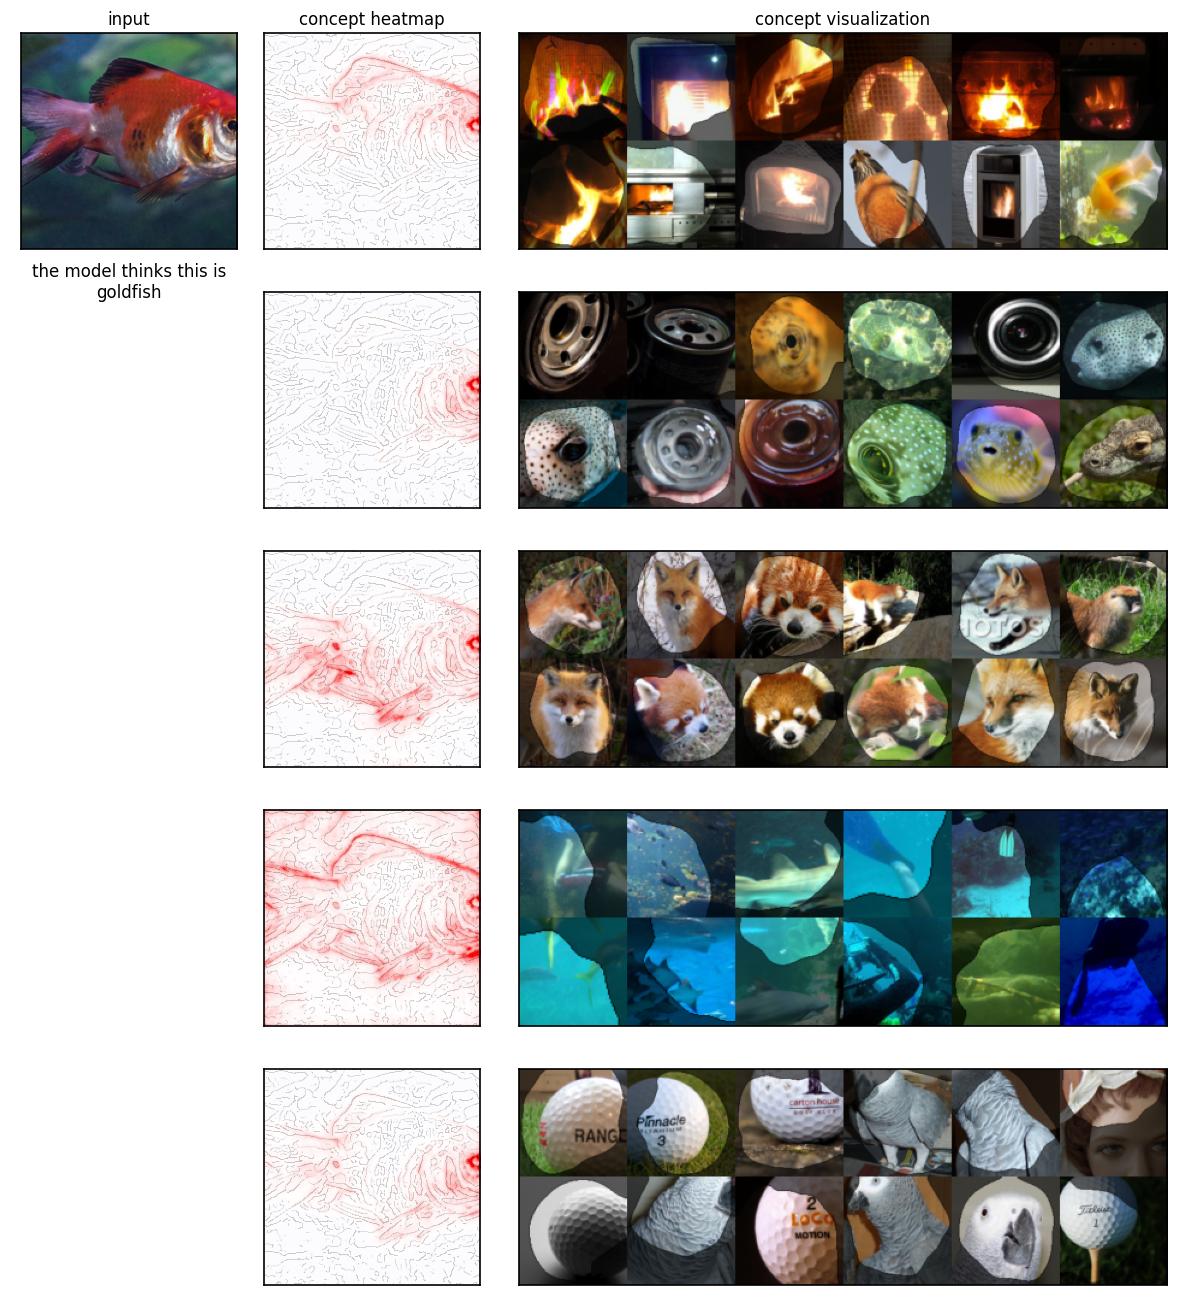 input
concept heatmap
concept visualization
the model thinks this is
goldfish
RANGE
Pinnacle
3
carton house
2
LOCO
MOTION
Titleist
1